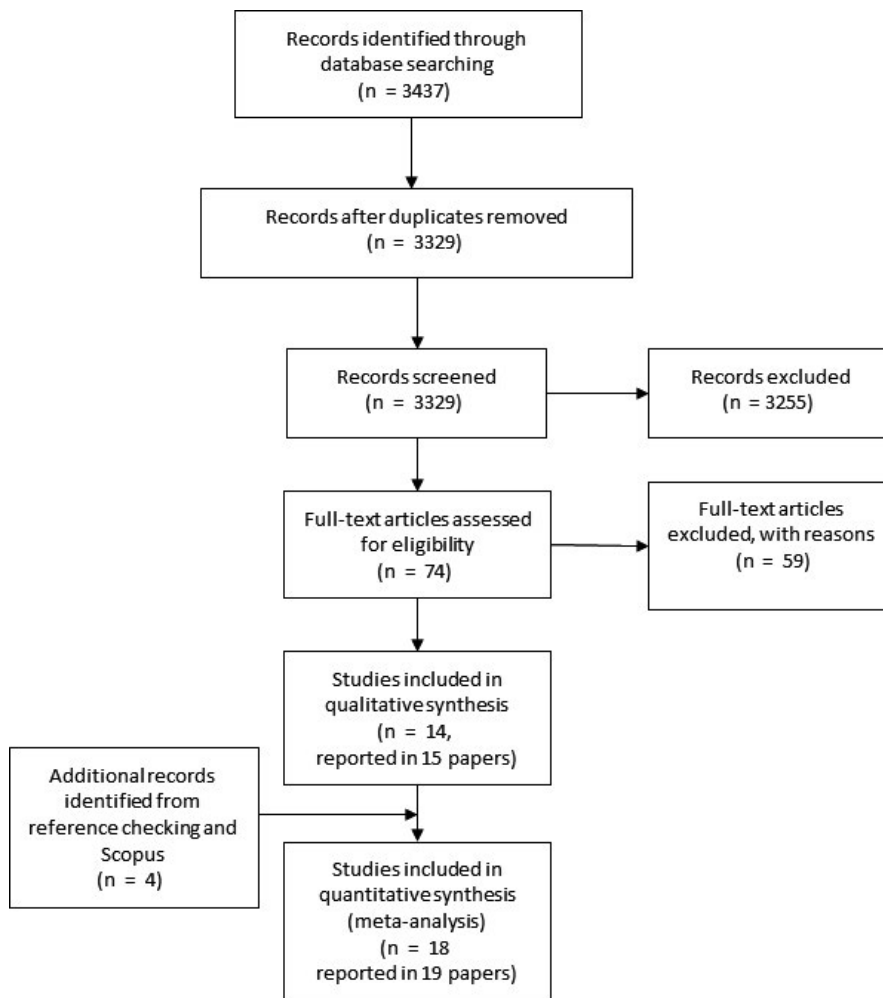 Records identified through
database searching
(n = 3437)
Records after duplicates removed
(n = 3329)
Records screened
(n = 3329)
Records excluded
(n = 3255)
Full-text articles assessed
for eligibility
(n = 74)
Full-text articles
excluded, with reasons
(n = 59)
Studies included in
qualitative synthesis
(n = 14,
reported in 15 papers)
Additional records
identified from
reference checking and
Scopus
(n = 4)
Studies included in
quantitative synthesis
(meta-analysis)
(n = 18
reported in 19 papers)